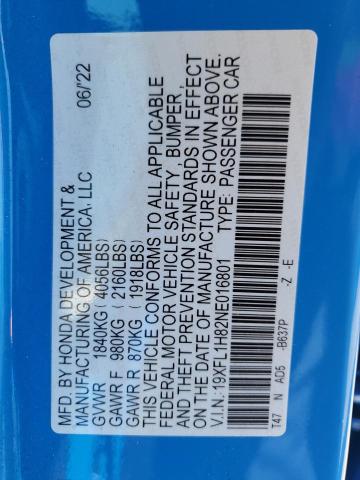 MFD. BY HONDA DEVELOPMENT & 06/'22
MANUFACTURING OF AMERICA, LLC
GVWR 1840KG ( 4056LBS)
GAWR F 980KG ( 2160LBS)
GAWR R 870KG ( 1918LBS)
THIS VEHICLE CONFORMS TO ALL APPLICABLE
FEDERAL MOTOR VEHICLE SAFETY, BUMPER,
AND THEFT PREVENTION STANDARDS IN EFFECT
ON THE DATE OF MANUFACTURE SHOWN ABOVE.
V.I.N.: 19XFL1H82NE016801 TYPE: PASSENGER CAR
T47 N AD5 -B637P -Z -E